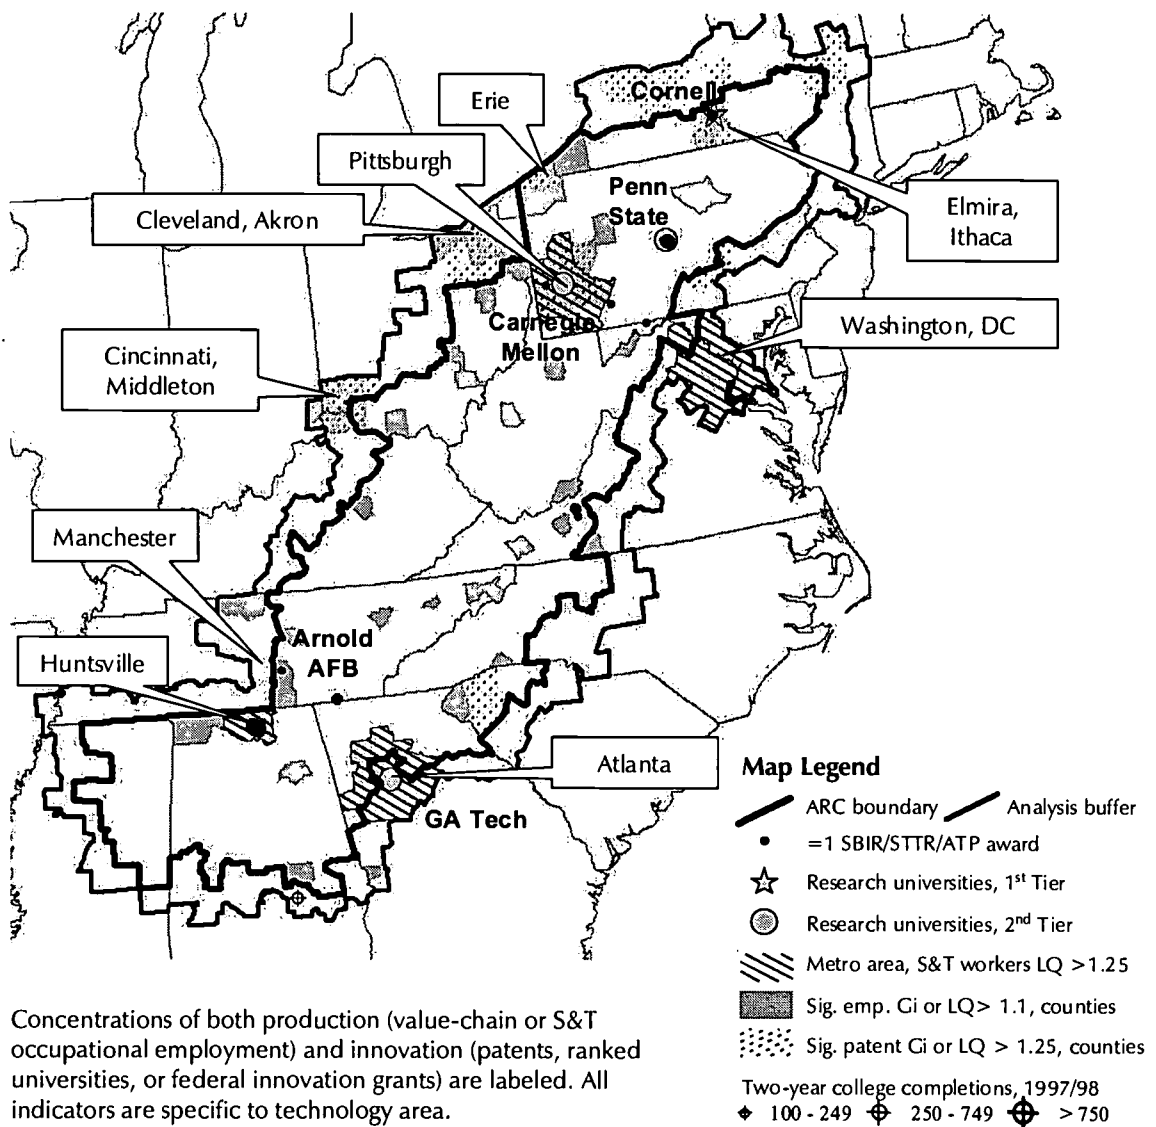 Cornell
Erie
Pittsburgh
Penn
State
Cleveland, Akron
Elmira,
Ithaca
Carnegie
Mellon
Washington, DC
Cincinnati,
Middleton
Manchester
Arnold
AFB
Huntsville
Atlanta
GA Tech
Map Legend
ARC boundary
Analysis buffer
=1 SBIR/STTR/ATP award
Research universities, 1st Tier
Research universities, 2nd Tier
Metro area, S&T workers LQ >1.25
Sig. emp. Gi or LQ> 1.1, counties
Sig. patent Gi or LQ > 1.25, counties
Two-year college completions, 1997/98
100 - 249 250 - 749 > 750
Concentrations of both production (value-chain or S&T
occupational employment) and innovation (patents, ranked
universities, or federal innovation grants) are labeled. All
indicators are specific to technology area.